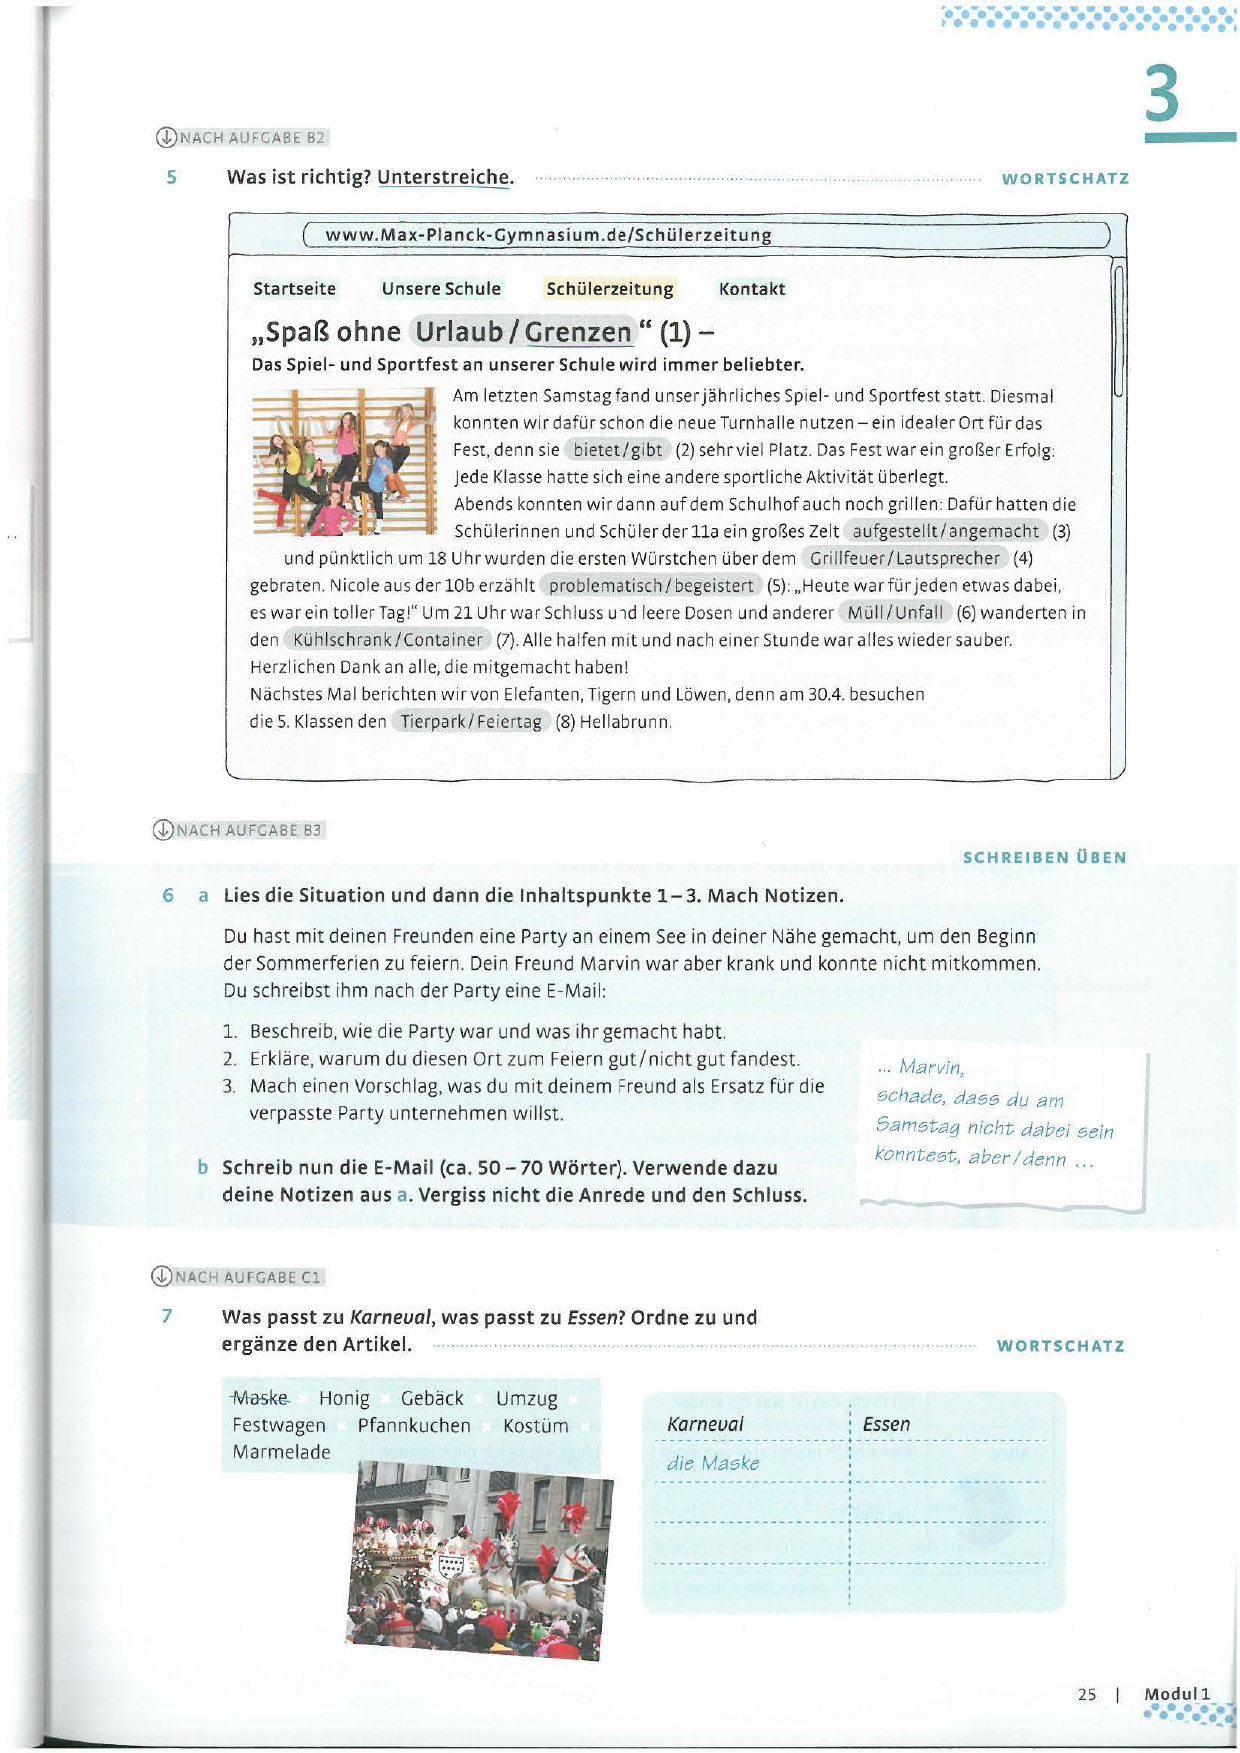 3
NACH AUFGABE B2
5 Was ist richtig? Unterstreiche. WORTSCHATZ
www.Max-Planck-Gymnasium.de/Schülerzeitung
Startseite Unsere Schule Schülerzeitung Kontakt
„Spaß ohne Urlaub / Grenzen “ (1) –
Das Spiel- und Sportfest an unserer Schule wird immer beliebter.
Am letzten Samstag fand unser jährliches Spiel- und Sportfest statt. Diesmal
konnten wir dafür schon die neue Turnhalle nutzen – ein idealer Ort für das
Fest, denn sie bietet / gibt (2) sehr viel Platz. Das Fest war ein großer Erfolg:
Jede Klasse hatte sich eine andere sportliche Aktivität überlegt.
Abends konnten wir dann auf dem Schulhof auch noch grillen: Dafür hatten die
Schülerinnen und Schüler der 11a ein großes Zelt aufgestellt / angemacht (3)
und pünktlich um 18 Uhr wurden die ersten Würstchen über dem Grillfeuer / Lautsprecher (4)
gebraten. Nicole aus der 10b erzählt problematisch / begeistert (5): „Heute war für jeden etwas dabei,
es war ein toller Tag!“ Um 21 Uhr war Schluss und leere Dosen und anderer Müll / Unfall (6) wanderten in
den Kühlschrank / Container (7). Alle halfen mit und nach einer Stunde war alles wieder sauber.
Herzlichen Dank an alle, die mitgemacht haben!
Nächstes Mal berichten wir von Elefanten, Tigern und Löwen, denn am 30.4. besuchen
die 5. Klassen den Tierpark / Feiertag (8) Hellabrunn.
NACH AUFGABE B3
SCHREIBEN ÜBEN
6 a Lies die Situation und dann die Inhaltspunkte 1–3. Mach Notizen.
Du hast mit deinen Freunden eine Party an einem See in deiner Nähe gemacht, um den Beginn
der Sommerferien zu feiern. Dein Freund Marvin war aber krank und konnte nicht mitkommen.
Du schreibst ihm nach der Party eine E-Mail:
1. Beschreib, wie die Party war und was ihr gemacht habt.
2. Erkläre, warum du diesen Ort zum Feiern gut / nicht gut fandest.
3. Mach einen Vorschlag, was du mit deinem Freund als Ersatz für die
verpasste Party unternehmen willst.
... Marvin,
schade, dass du am
Samstag nicht dabei sein
konntest, aber / denn ...
b Schreib nun die E-Mail (ca. 50 – 70 Wörter). Verwende dazu
deine Notizen aus a. Vergiss nicht die Anrede und den Schluss.
NACH AUFGABE C1
7 Was passt zu Karneval, was passt zu Essen? Ordne zu und
ergänze den Artikel. WORTSCHATZ
Maske × Honig × Gebäck × Umzug ×
Festwagen × Pfannkuchen × Kostüm ×
Marmelade
Karneval Essen
die Maske
25 | Modul 1